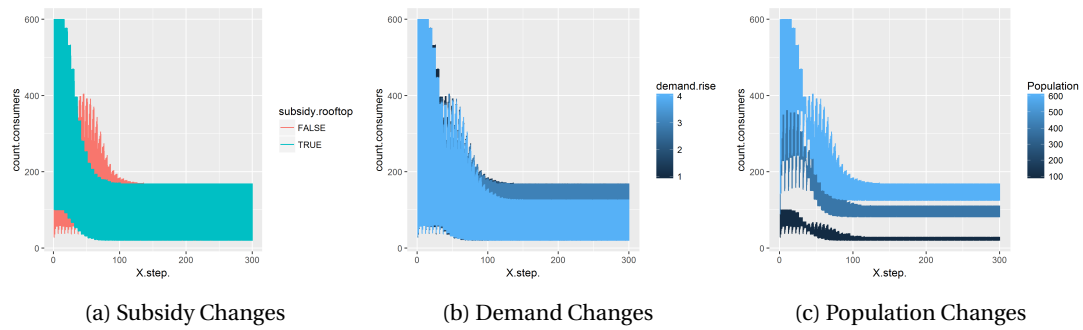 600
400
200
0
count.consumers
0
100
200
300
X.step.
subsidy.rooftop
FALSE
TRUE
(a) Subsidy Changes
600
400
200
0
count.consumers
0
100
200
300
X.step.
demand.rise
4
3
2
1
(b) Demand Changes
600
400
200
0
count.consumers
0
100
200
300
X.step.
Population
600
500
400
300
200
100
(c) Population Changes